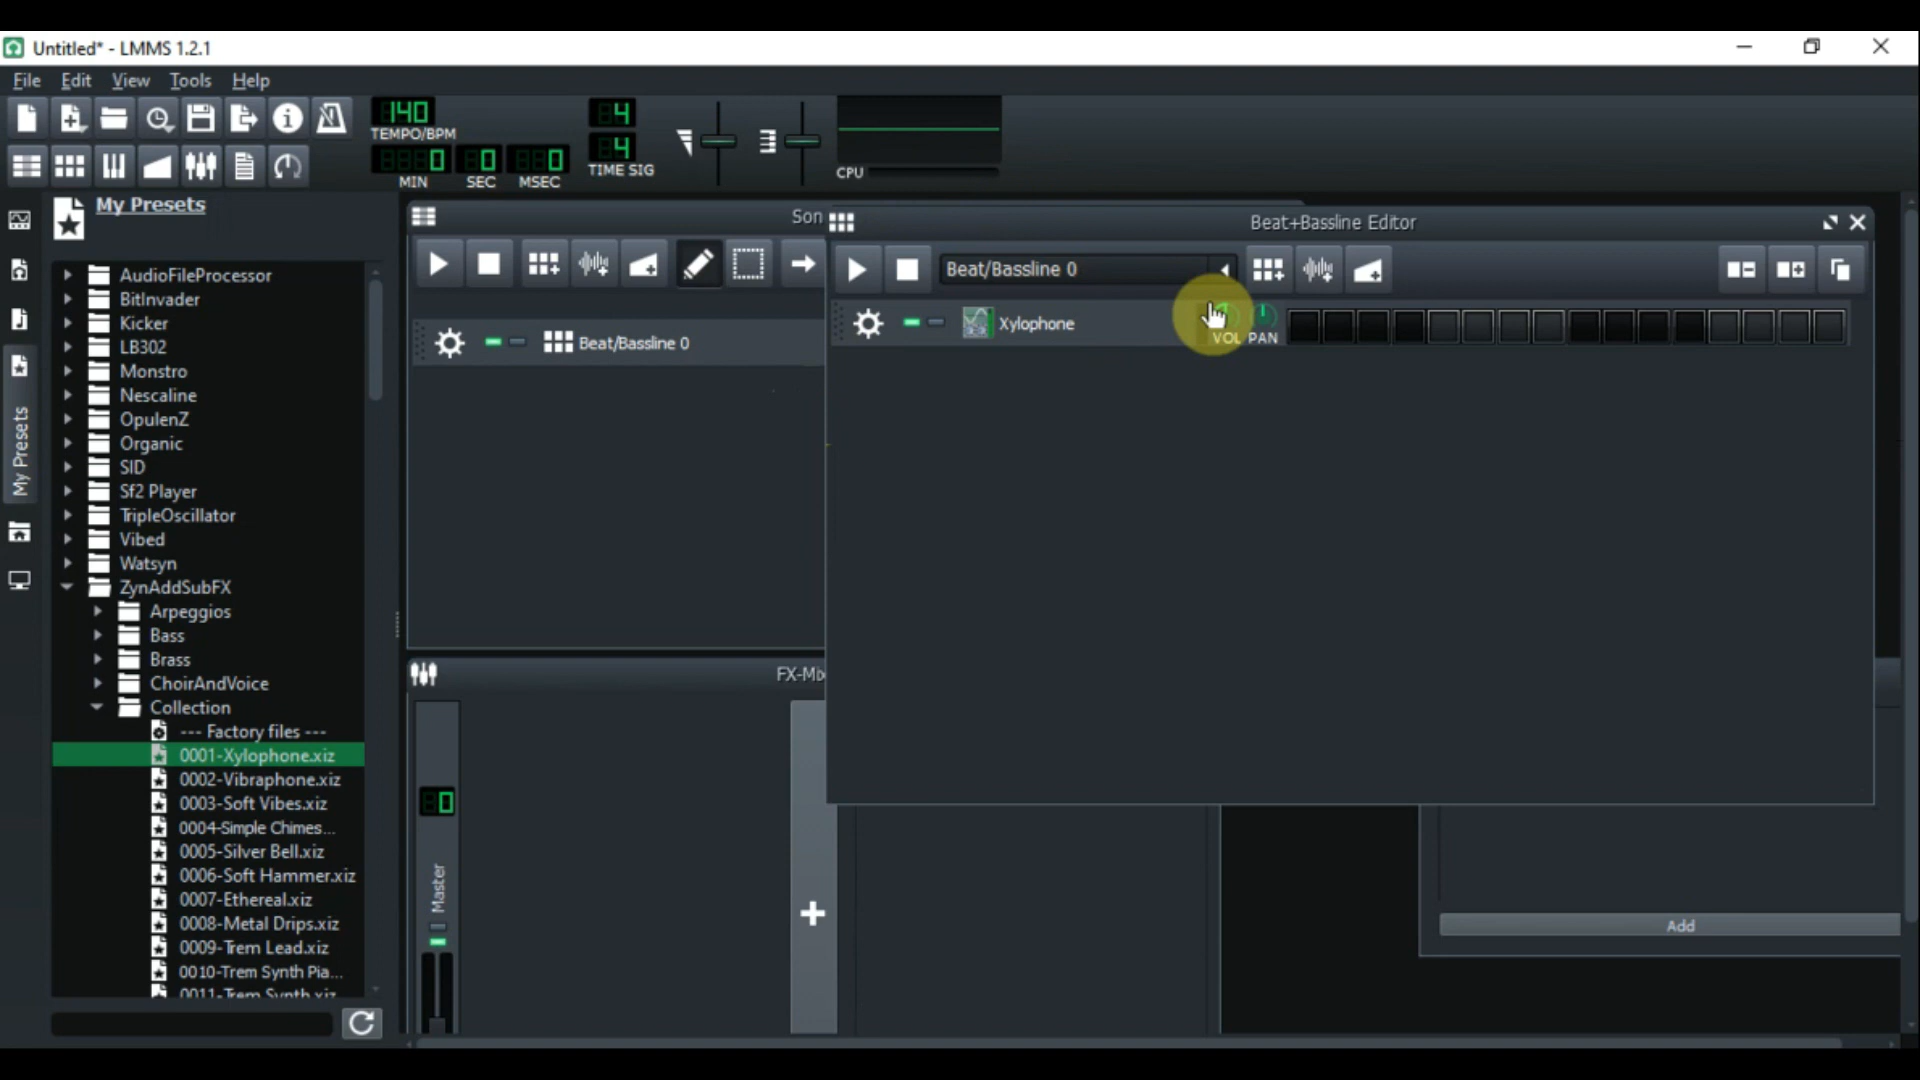 Untitled* - LMMS 1.2.1
File Edit View Tools Help
140
TEMPO/BPM
4
4
TIME SIG
0 0 0
MIN SEC MSEC
CPU
My Presets
My Presets
AudioFileProcessor
BitInvader
Kicker
LB302
Monstro
Nescaline
OpulenZ
Organic
SID
Sf2 Player
TripleOscillator
Vibed
Watsyn
ZynAddSubFX
Arpeggios
Bass
Brass
ChoirAndVoice
Collection
--- Factory files ---
0001-Xylophone.xiz
0002-Vibraphone.xiz
0003-Soft Vibes.xiz
0004-Simple Chimes...
0005-Silver Bell.xiz
0006-Soft Hammer.xiz
0007-Ethereal.xiz
0008-Metal Drips.xiz
0009-Trem Lead.xiz
0010-Trem Synth Pia...
0011-Trem Synth.xiz
Son
Beat/Bassline 0
Beat+Bassline Editor
Beat/Bassline 0
Xylophone
VOL PAN
FX-Mix
0
Master
Add